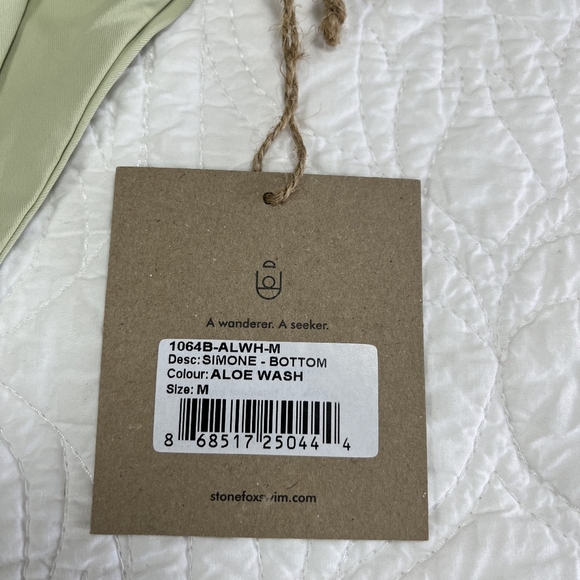 A wanderer. A seeker.
1064B-ALWH-M
Desc: SIMONE - BOTTOM
Colour: ALOE WASH
Size: M
8 68517 25044 4
stonefoxswim.com